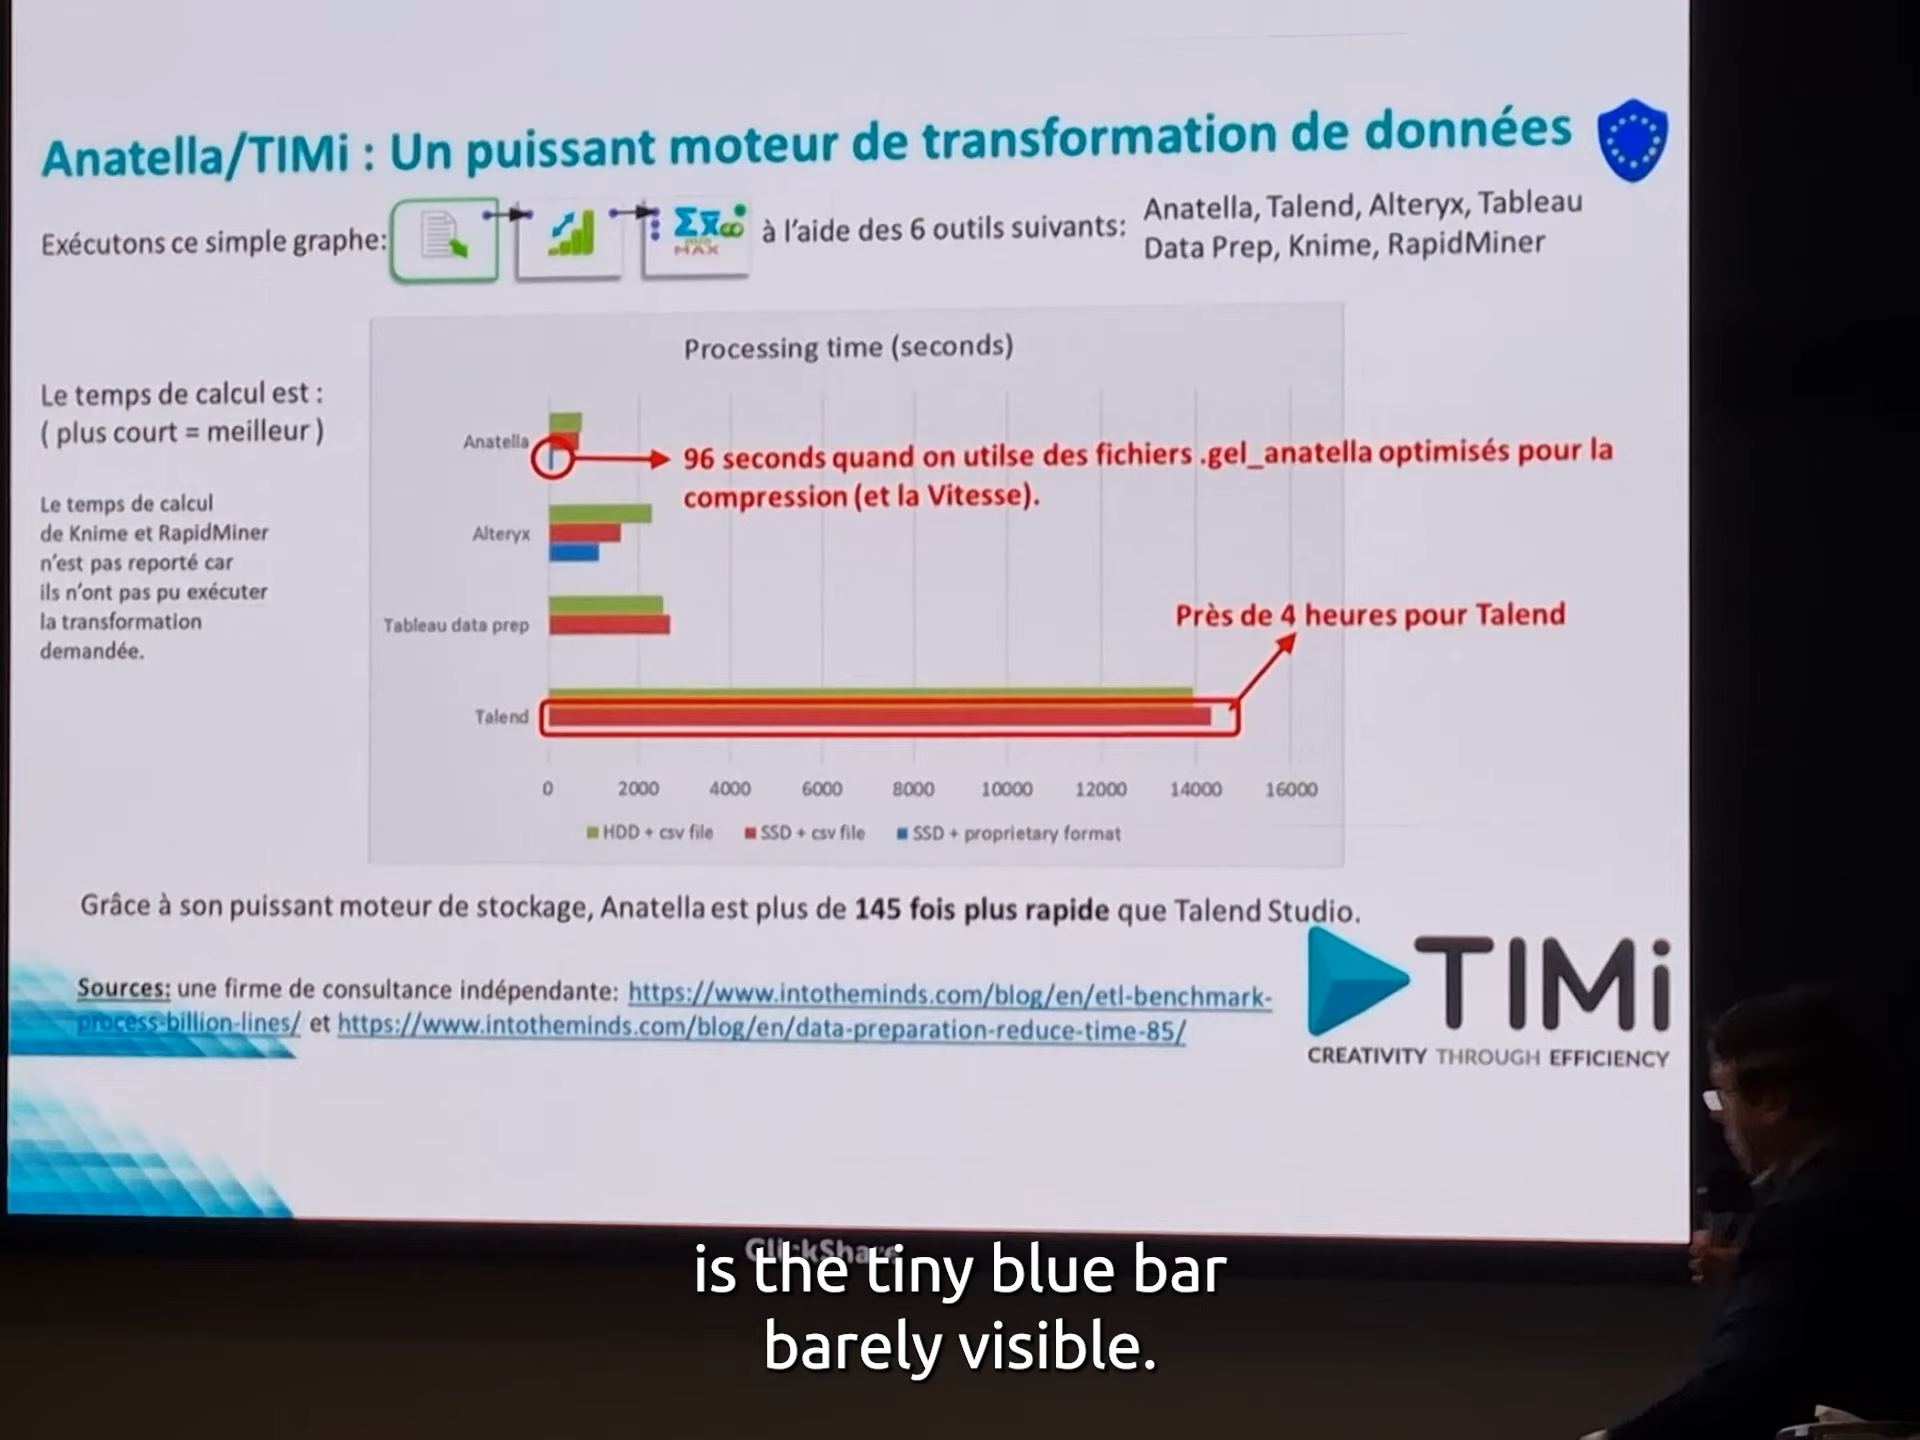 Anatella/TIMi : Un puissant moteur de transformation de données
Exécutons ce simple graphe:
Σx̅∞
MAX
à l'aide des 6 outils suivants:
Anatella, Talend, Alteryx, Tableau
Data Prep, Knime, RapidMiner
Le temps de calcul est :
( plus court = meilleur )
Le temps de calcul
de Knime et RapidMiner
n'est pas reporté car
ils n'ont pas pu exécuter
la transformation
demandée.
Processing time (seconds)
Anatella
96 seconds quand on utilse des fichiers .gel_anatella optimisés pour la
compression (et la Vitesse).
Alteryx
Tableau data prep
Près de 4 heures pour Talend
Talend
0 2000 4000 6000 8000 10000 12000 14000 16000
HDD + csv file SSD + csv file SSD + proprietary format
Grâce à son puissant moteur de stockage, Anatella est plus de 145 fois plus rapide que Talend Studio.
Sources: une firme de consultance indépendante: https://www.intotheminds.com/blog/en/etl-benchmark-
process-billion-lines/ et https://www.intotheminds.com/blog/en/data-preparation-reduce-time-85/
TIMi
CREATIVITY THROUGH EFFICIENCY
ClickShare
is the tiny blue bar
barely visible.